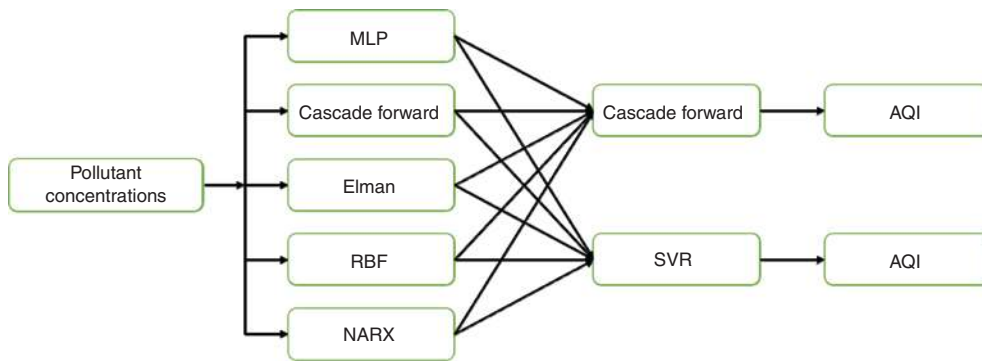 Pollutant
concentrations
MLP
Cascade forward
Elman
RBF
NARX
Cascade forward
SVR
AQI
AQI